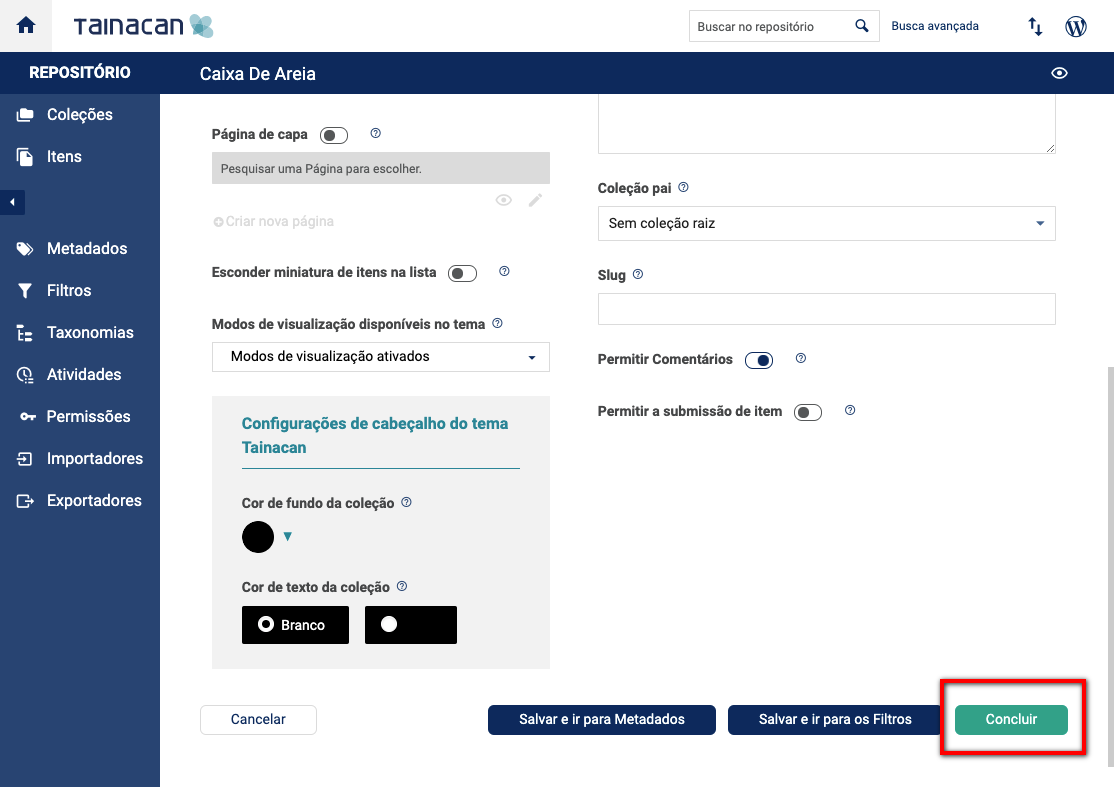 Tainacan
Buscar no repositório
Busca avançada
REPOSITÓRIO
Caixa De Areia
Coleções
Itens
Metadados
Filtros
Taxonomias
Atividades
Permissões
Importadores
Exportadores
Página de capa
Pesquisar uma Página para escolher.
Criar nova página
Esconder miniatura de itens na lista
Modos de visualização disponíveis no tema
Modos de visualização ativados
Configurações de cabeçalho do tema
Tainacan
Cor de fundo da coleção
Cor de texto da coleção
Branco
Coleção pai
Sem coleção raiz
Slug
Permitir Comentários
Permitir a submissão de item
Cancelar
Salvar e ir para Metadados
Salvar e ir para os Filtros
Concluir